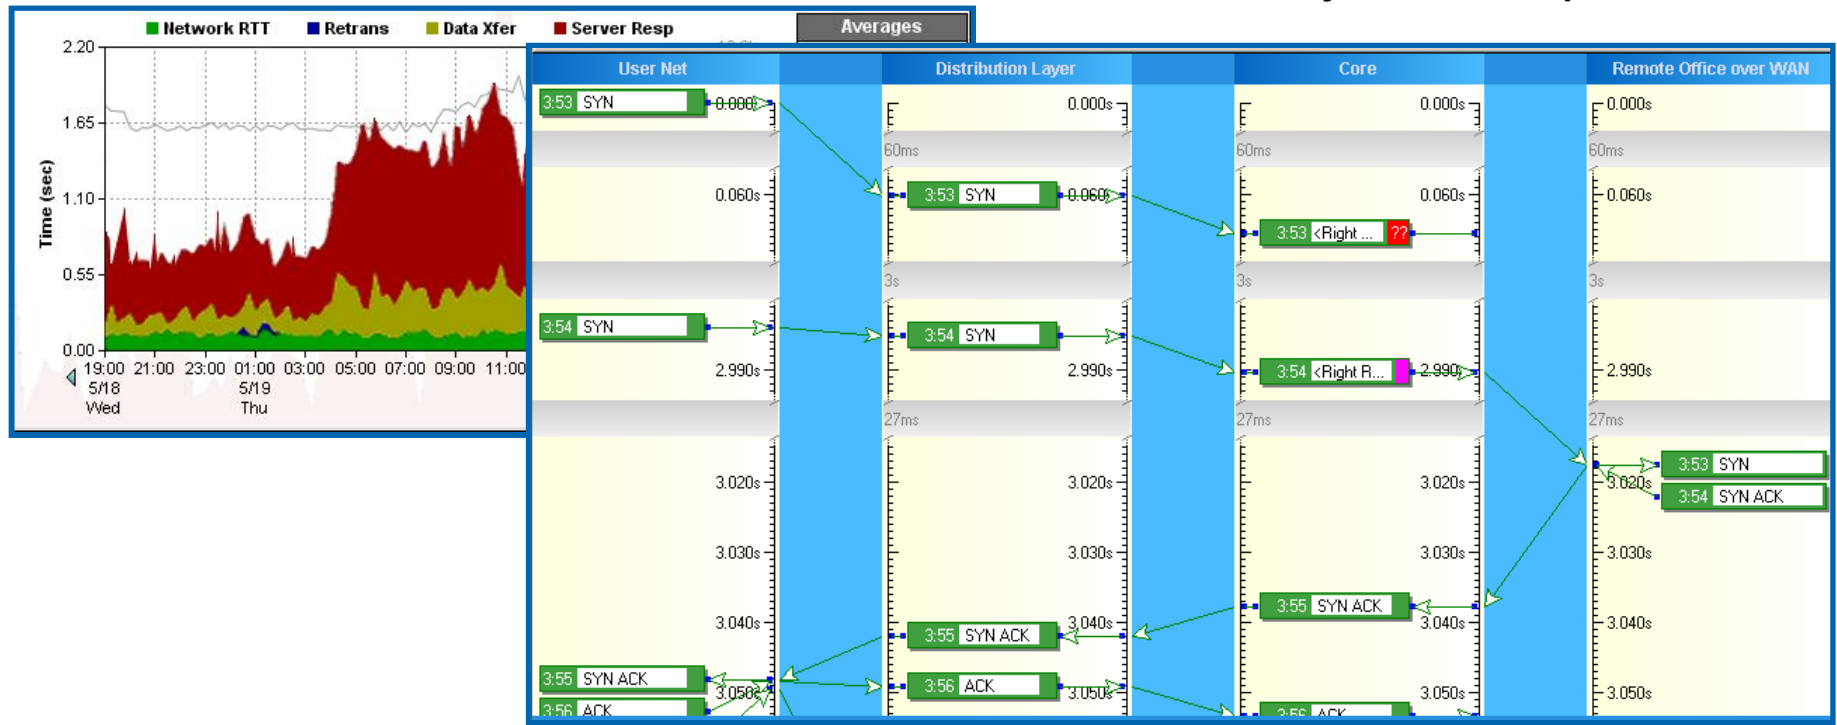 Network RTT Retrans Data Xfer Server Resp
Averages
2.20
1.65
1.10
0.55
0.00
Time (sec)
19:00 21:00 23:00 01:00 03:00 05:00 07:00 09:00 11:00
5/18 5/19
Wed Thu
User Net Distribution Layer Core Remote Office over WAN
3:53 SYN 0.000s 0.000s 0.000s 0.000s
60ms 60ms 60ms
0.060s 3:53 SYN 0.060s 0.060s 0.060s
3:53 <Right ... ??
3s 3s 3s
3:54 SYN 3:54 SYN
2.990s 2.990s 3:54 <Right R... 2.990s 2.990s
27ms 27ms 27ms
3:53 SYN
3.020s 3.020s 3.020s 3.020s
3:54 SYN ACK
3.030s 3.030s 3.030s 3.030s
3:55 SYN ACK
3.040s 3.040s 3.040s 3.040s
3:55 SYN ACK
3:55 SYN ACK 3:56 ACK
3.050s 3.050s 3.050s 3.050s
3:56 ACK 3:56 ACK